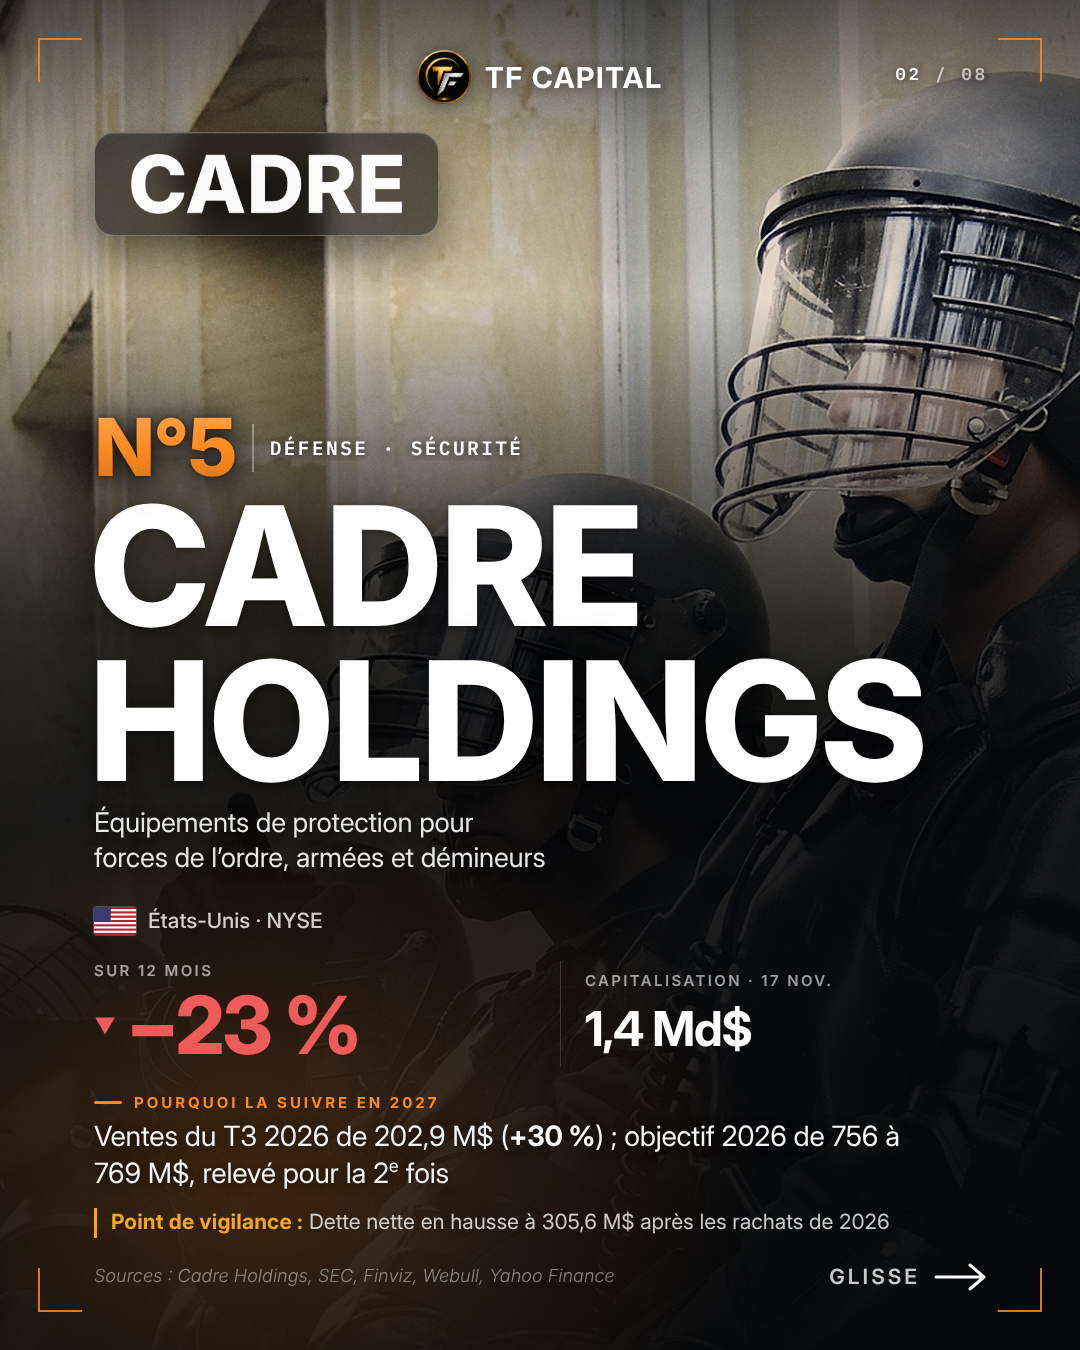 TF CAPITAL
02 / 08
CADRE
N°5
DÉFENSE · SÉCURITÉ
CADRE
HOLDINGS
Équipements de protection pour
forces de l’ordre, armées et démineurs
États-Unis · NYSE
SUR 12 MOIS
▼ –23 %
CAPITALISATION · 17 NOV.
1,4 Md$
POURQUOI LA SUIVRE EN 2027
Ventes du T3 2026 de 202,9 M$ (+30 %) ; objectif 2026 de 756 à
769 M$, relevé pour la 2e fois
Point de vigilance : Dette nette en hausse à 305,6 M$ après les rachats de 2026
Sources : Cadre Holdings, SEC, Finviz, Webull, Yahoo Finance
GLISSE